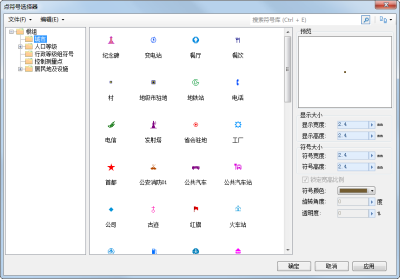 点符号选择器
文件(F) 编辑(E)
搜索符号库 (Ctrl + E)
根组
人口等级
行政等级符号
控制测量点
居民地及设施
纪念碑 变电站 餐厅 餐饮
村 地级市驻地 地铁站 电话
电信 发射塔 省会驻地 工厂
首都 公安消防H 公共汽车 公共汽车站
公司 古迹 红旗 火车站
预览
显示大小
显示宽度: 2.4 mm
显示高度: 2.4 mm
符号大小
符号宽度: 2.4 mm
符号高度: 2.4 mm
锁定宽高比例
符号颜色:
旋转角度: 0 度
透明度: 0 %
确定 取消 应用